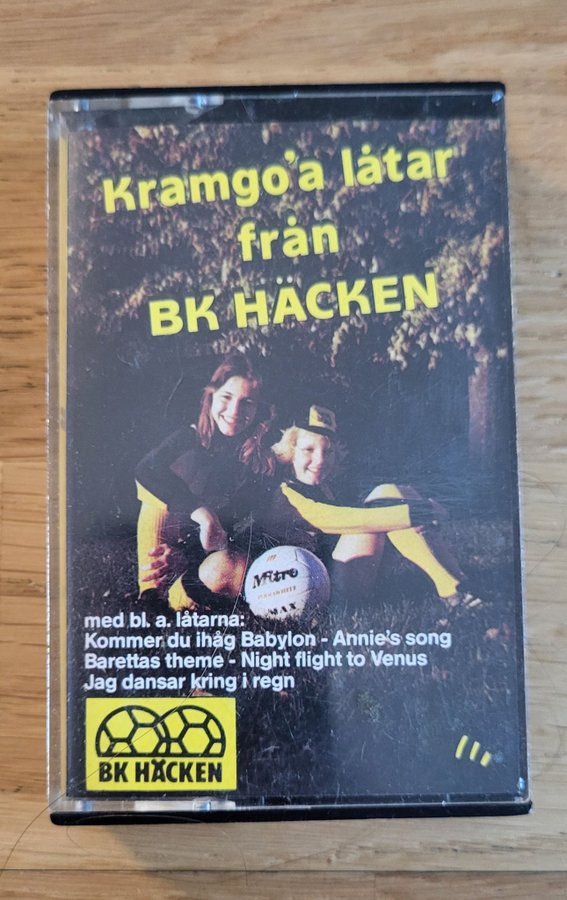 Kramgo'a låtar
från
BK HÄCKEN
Mitre
MAX
med bl. a. låtarna:
Kommer du ihåg Babylon - Annie's song
Barettas theme - Night flight to Venus
Jag dansar kring i regn
BK HÄCKEN